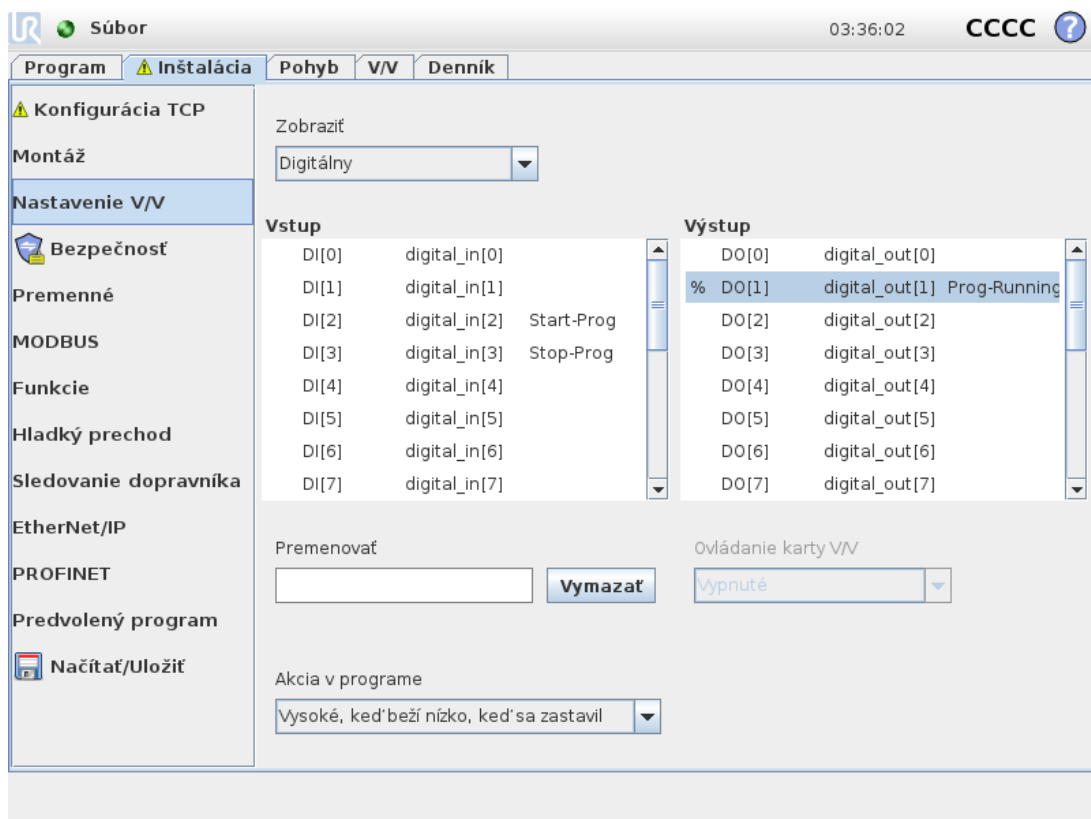 UR Súbor 03:36:02 CCCC ?
Program Inštalácia Pohyb V/V Denník
Konfigurácia TCP
Montáž
Nastavenie V/V
Bezpečnosť
Premenné
MODBUS
Funkcie
Hladký prechod
Sledovanie dopravníka
EtherNet/IP
PROFINET
Predvolený program
Načítať/Uložiť
Zobraziť
Digitálny
Vstup
DI[0] digital_in[0]
DI[1] digital_in[1]
DI[2] digital_in[2] Start-Prog
DI[3] digital_in[3] Stop-Prog
DI[4] digital_in[4]
DI[5] digital_in[5]
DI[6] digital_in[6]
DI[7] digital_in[7]
Výstup
DO[0] digital_out[0]
% DO[1] digital_out[1] Prog-Running
DO[2] digital_out[2]
DO[3] digital_out[3]
DO[4] digital_out[4]
DO[5] digital_out[5]
DO[6] digital_out[6]
DO[7] digital_out[7]
Premenovať
Vymazať
Ovládanie karty V/V
Vypnuté
Akcia v programe
Vysoké, keď beží nízko, keď sa zastavil